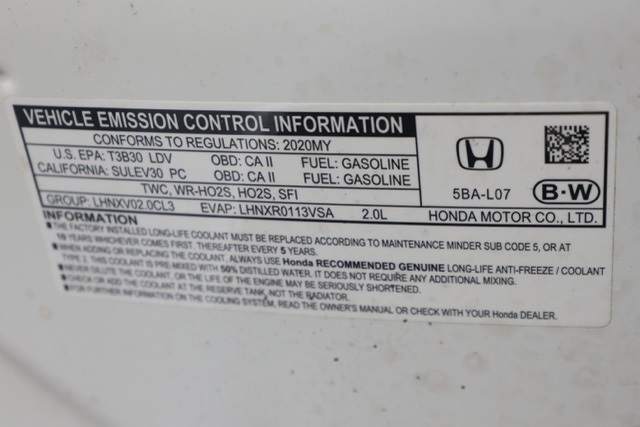 VEHICLE EMISSION CONTROL INFORMATION
CONFORMS TO REGULATIONS: 2020MY
U.S. EPA: T3B30 LDV OBD: CA II FUEL: GASOLINE
CALIFORNIA: SULEV30 PC OBD: CA II FUEL: GASOLINE
TWC, WR-HO2S, HO2S, SFI
GROUP: LHNXV02.0CL3 EVAP: LHNXR0113VSA 2.0L
5BA-L07 B·W
HONDA MOTOR CO., LTD.
INFORMATION
■THE FACTORY INSTALLED LONG-LIFE COOLANT MUST BE REPLACED ACCORDING TO MAINTENANCE MINDER SUB CODE 5, OR AT
10 YEARS WHICHEVER COMES FIRST. THEREAFTER EVERY 5 YEARS.
■WHEN ADDING OR REPLACING THE COOLANT, ALWAYS USE Honda RECOMMENDED GENUINE LONG-LIFE ANTI-FREEZE / COOLANT
TYPE 2. THIS COOLANT IS PRE-MIXED WITH 50% DISTILLED WATER. IT DOES NOT REQUIRE ANY ADDITIONAL MIXING.
■NEVER DILUTE THE COOLANT, OR THE LIFE OF THE ENGINE MAY BE SERIOUSLY SHORTENED.
■CHECK OR ADD THE COOLANT AT THE RESERVE TANK, NOT THE RADIATOR.
■FOR FURTHER INFORMATION ON THE COOLING SYSTEM, READ THE OWNER'S MANUAL OR CHECK WITH YOUR Honda DEALER.